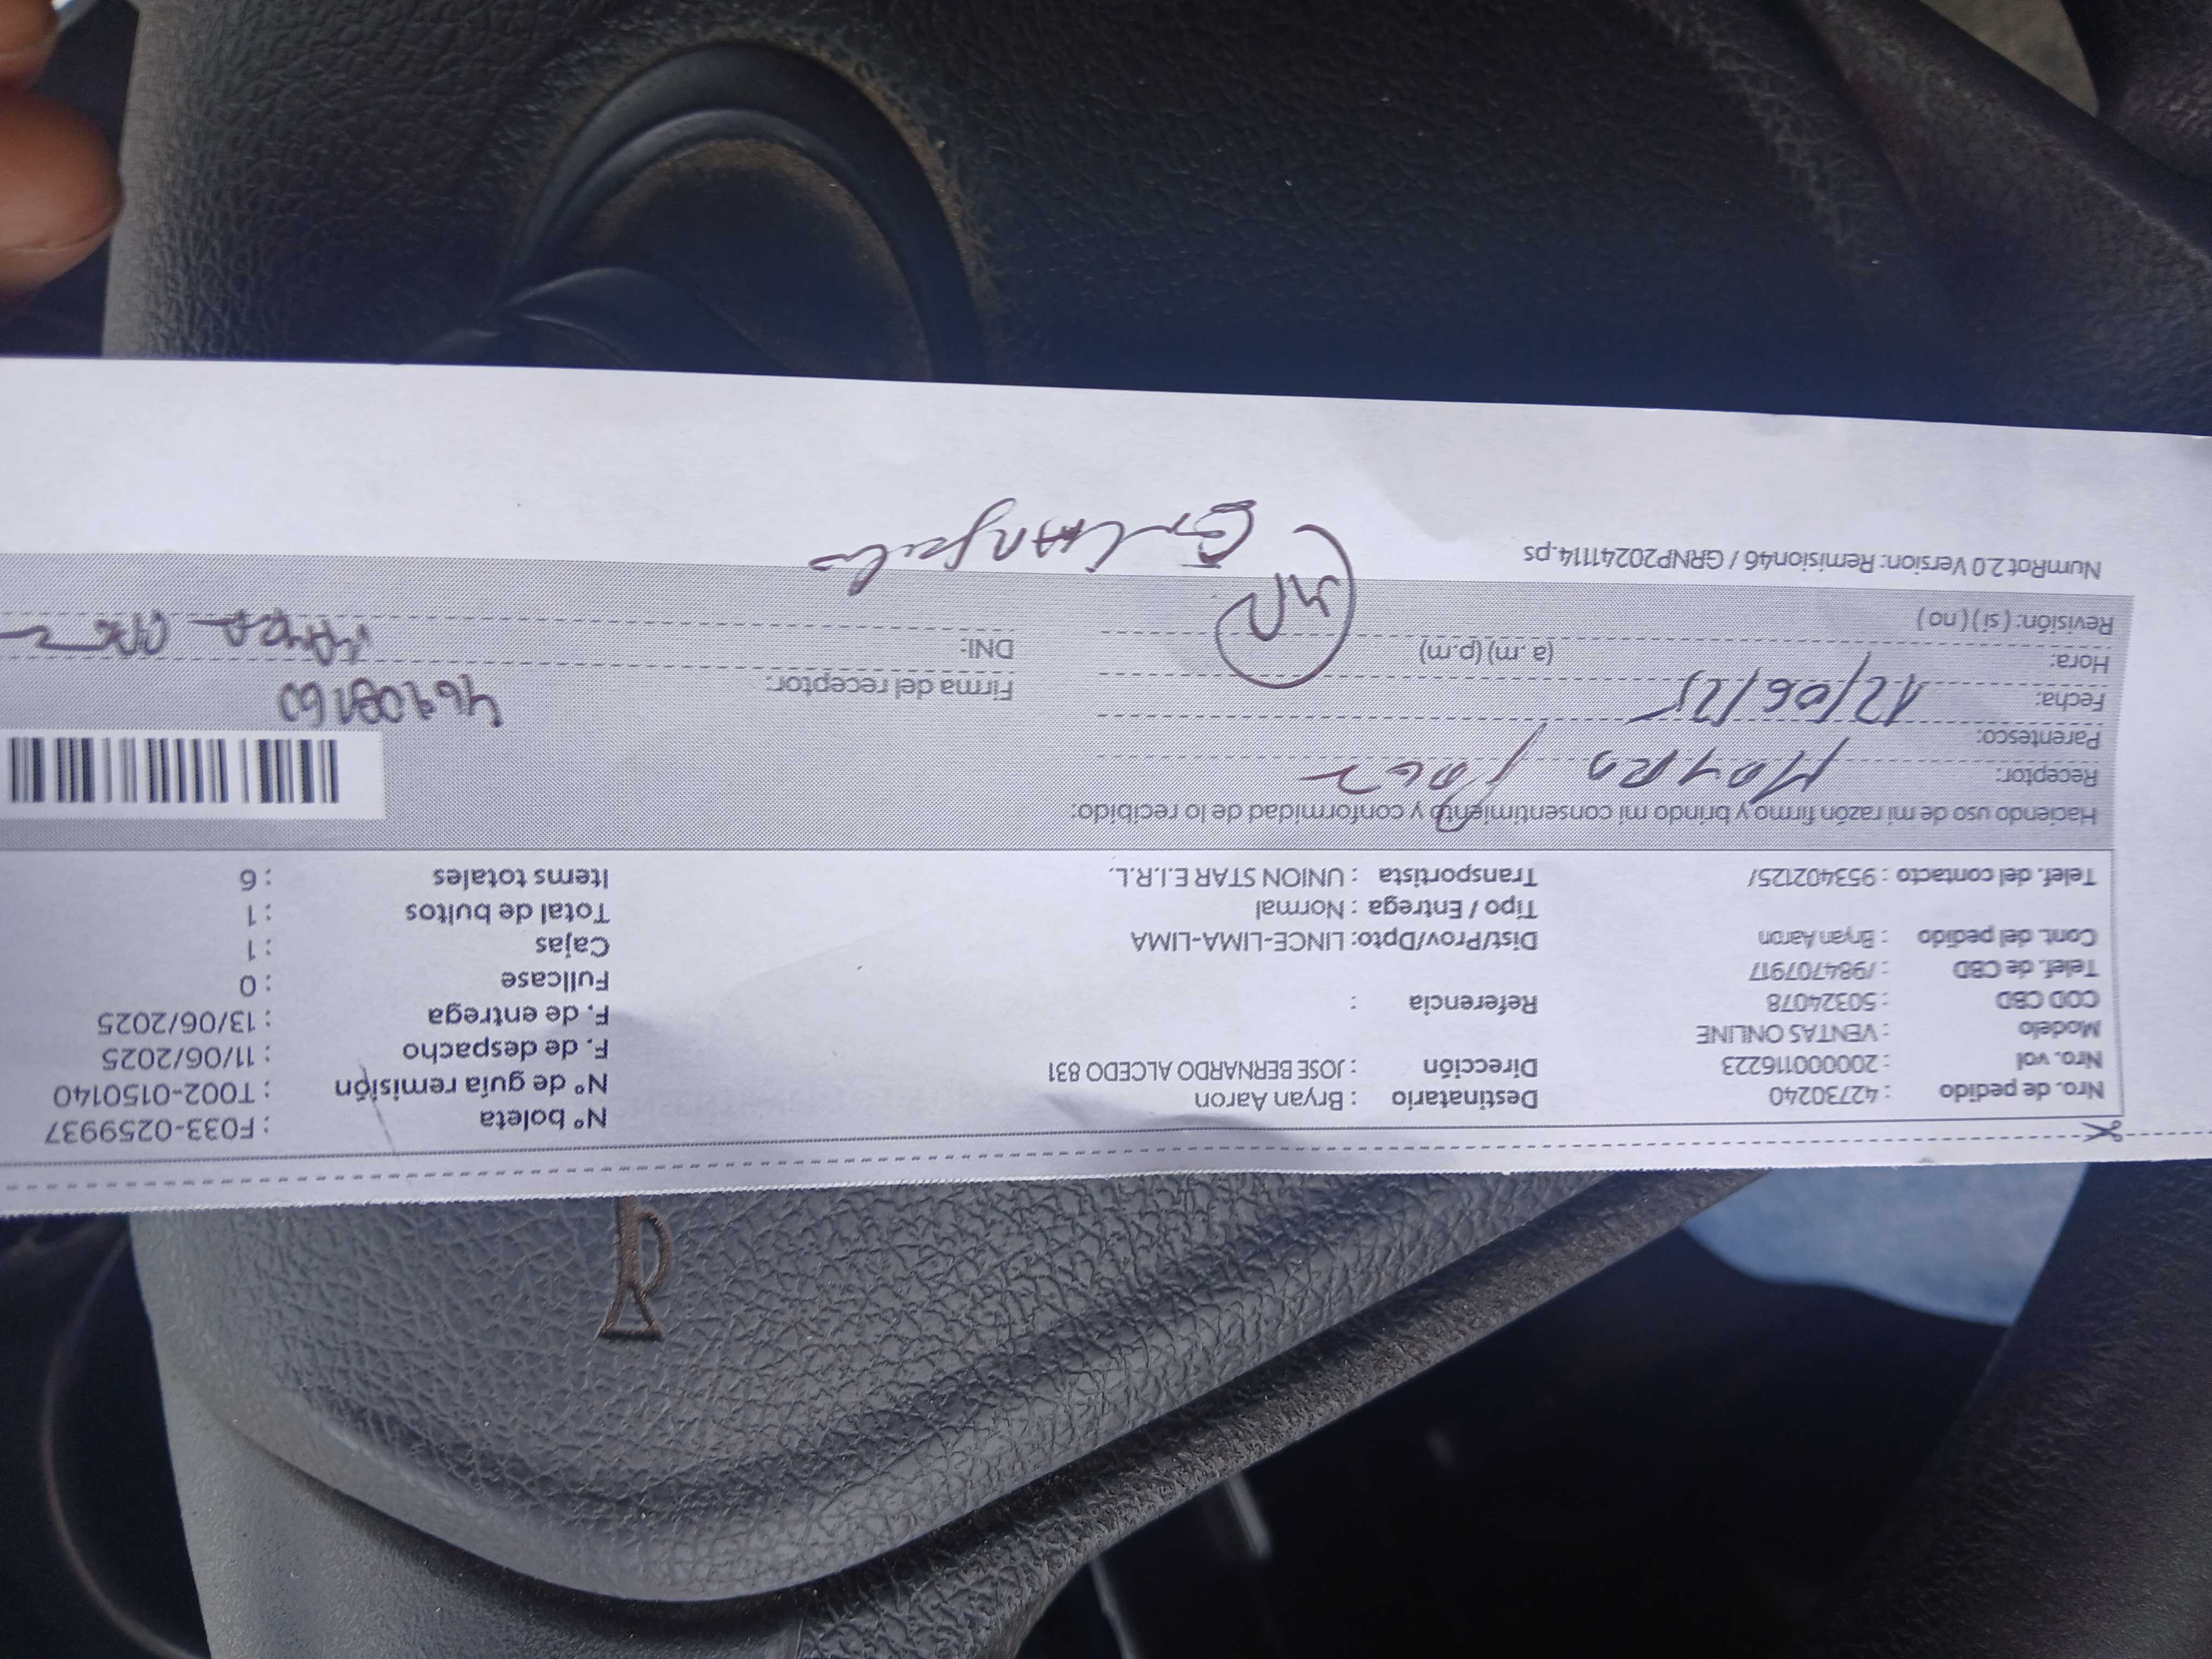 Nro. de pedido : 42730240 Destinatario : Bryan Aaron Nº boleta : F033-0259937
Nro. vol : 20000116223 Dirección : JOSE BERNARDO ALCEDO 831 Nº de guía remisión : T002-0150140
Modelo : VENTAS ONLINE F. de despacho : 11/06/2025
COD CBD : 50324078 Referencia : F. de entrega : 13/06/2025
Telef. de CBD : /984707917 Fullcase : 0
Cont. del pedido : Bryan Aaron Dist/Prov/Dpto: LINCE-LIMA-LIMA Cajas : 1
Tipo / Entrega : Normal Total de bultos : 1
Telef. del contacto : 953402125/ Transportista : UNION STAR E.I.R.L. Items totales : 6
Haciendo uso de mi razón firmo y brindo mi consentimiento y conformidad de lo recibido:
Receptor: Mayra
Parentesco:
Fecha: 12/06/25 Firma del receptor:
Hora: (a. m) (p.m) DNI:
Revisión: ( si ) ( no )
NumRot 2.0 Version: Remision46 / GRNP20241114.ps